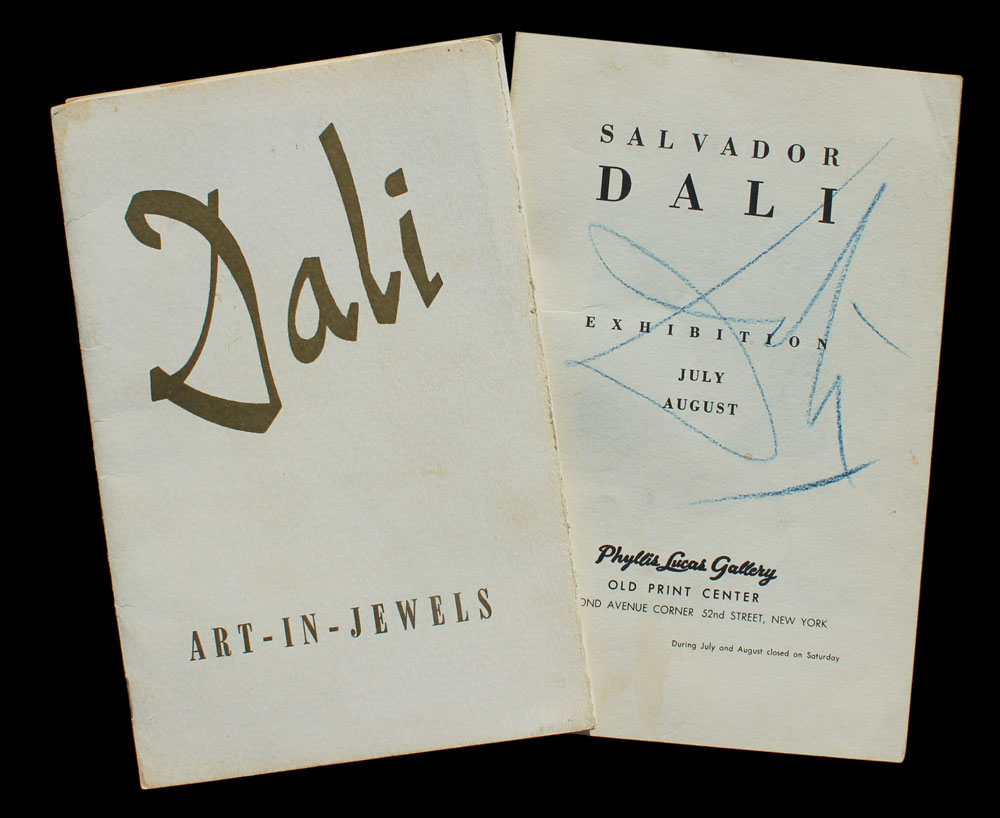 Dali
ART-IN-JEWELS
SALVADOR
DALI
EXHIBITION
JULY
AUGUST
Phyllis Lucas Gallery
OLD PRINT CENTER
OND AVENUE CORNER 52nd STREET, NEW YORK
During July and August closed on Saturday